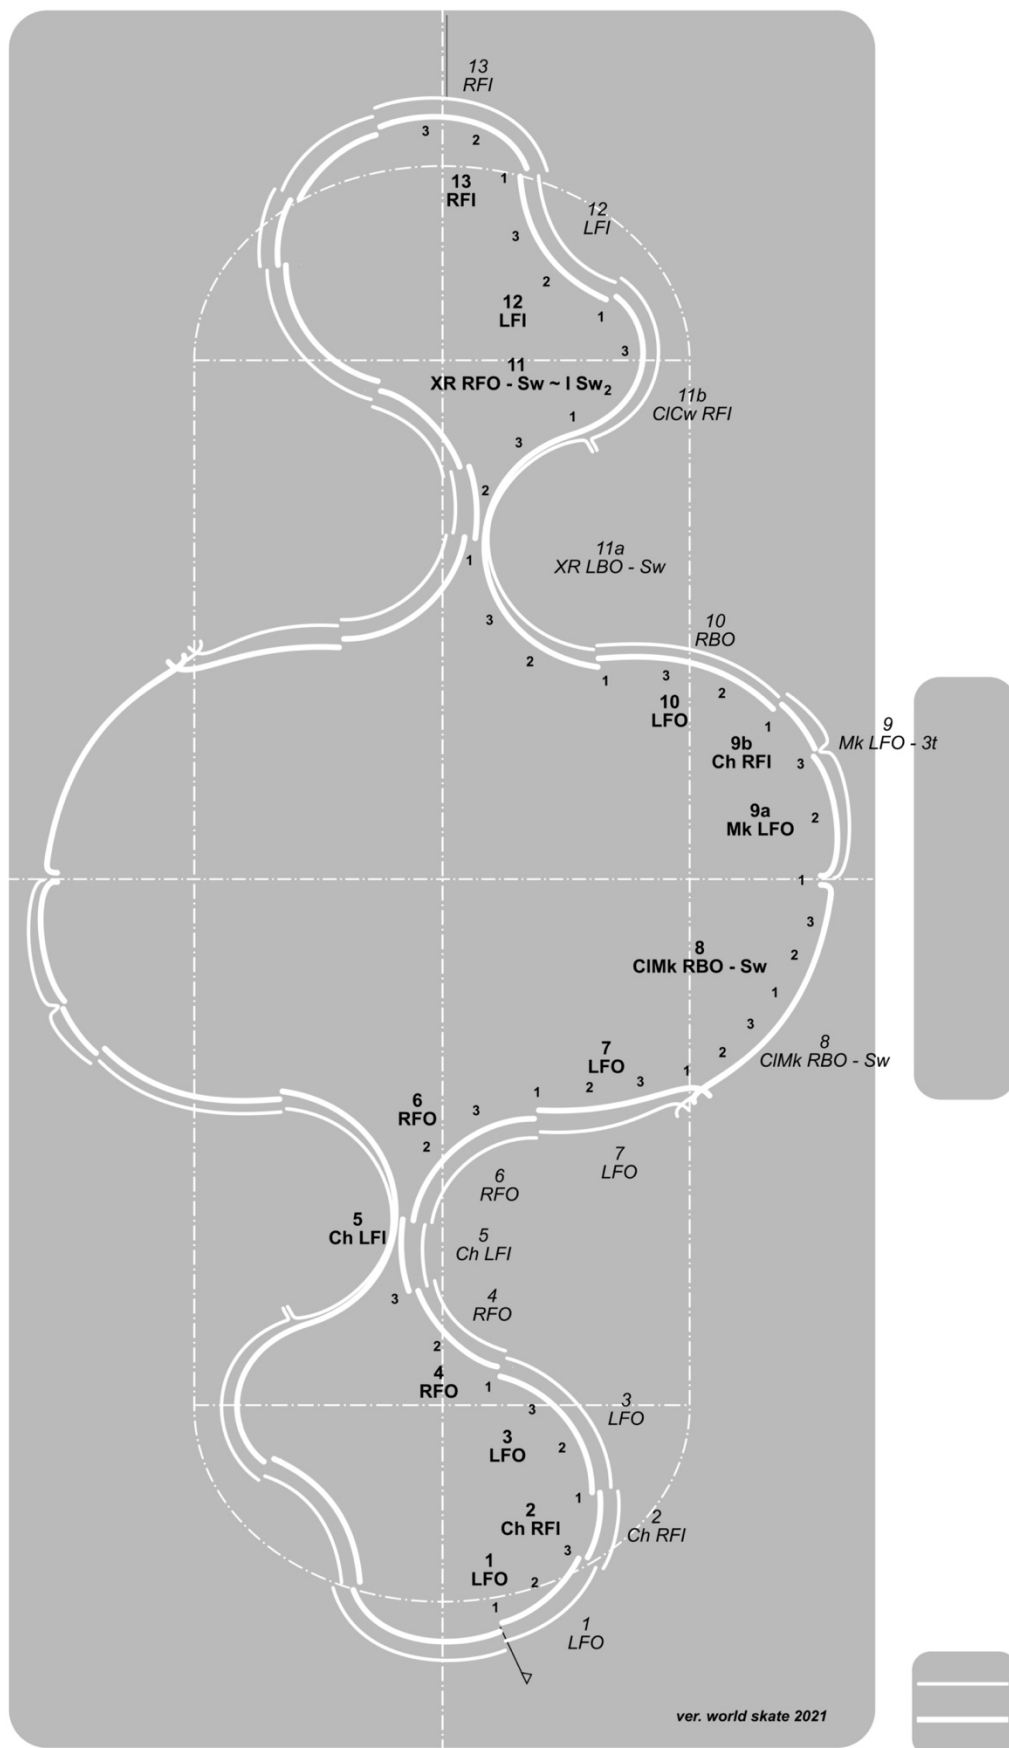 13
RFI
3
2
13
RFI
1
12
LFI
3
2
12
LFI
1
3
11
XR RFO - Sw ~ I Sw2
11b
ClCw RFI
1
3
2
11a
XR LBO - Sw
1
3
2
10
RBO
1
3
2
10
LFO
9
Mk LFO - 3t
1
9b
Ch RFI
3
9a
Mk LFO
2
1
3
8
ClMk RBO - Sw
2
1
3
8
ClMk RBO - Sw
7
LFO
2
1
3
2
1
6
RFO
3
2
7
LFO
6
RFO
5
Ch LFI
5
Ch LFI
4
RFO
3
2
4
RFO
1
3
LFO
3
3
LFO
2
1
2
Ch RFI
2
Ch RFI
3
1
LFO
2
1
1
LFO
ver. world skate 2021